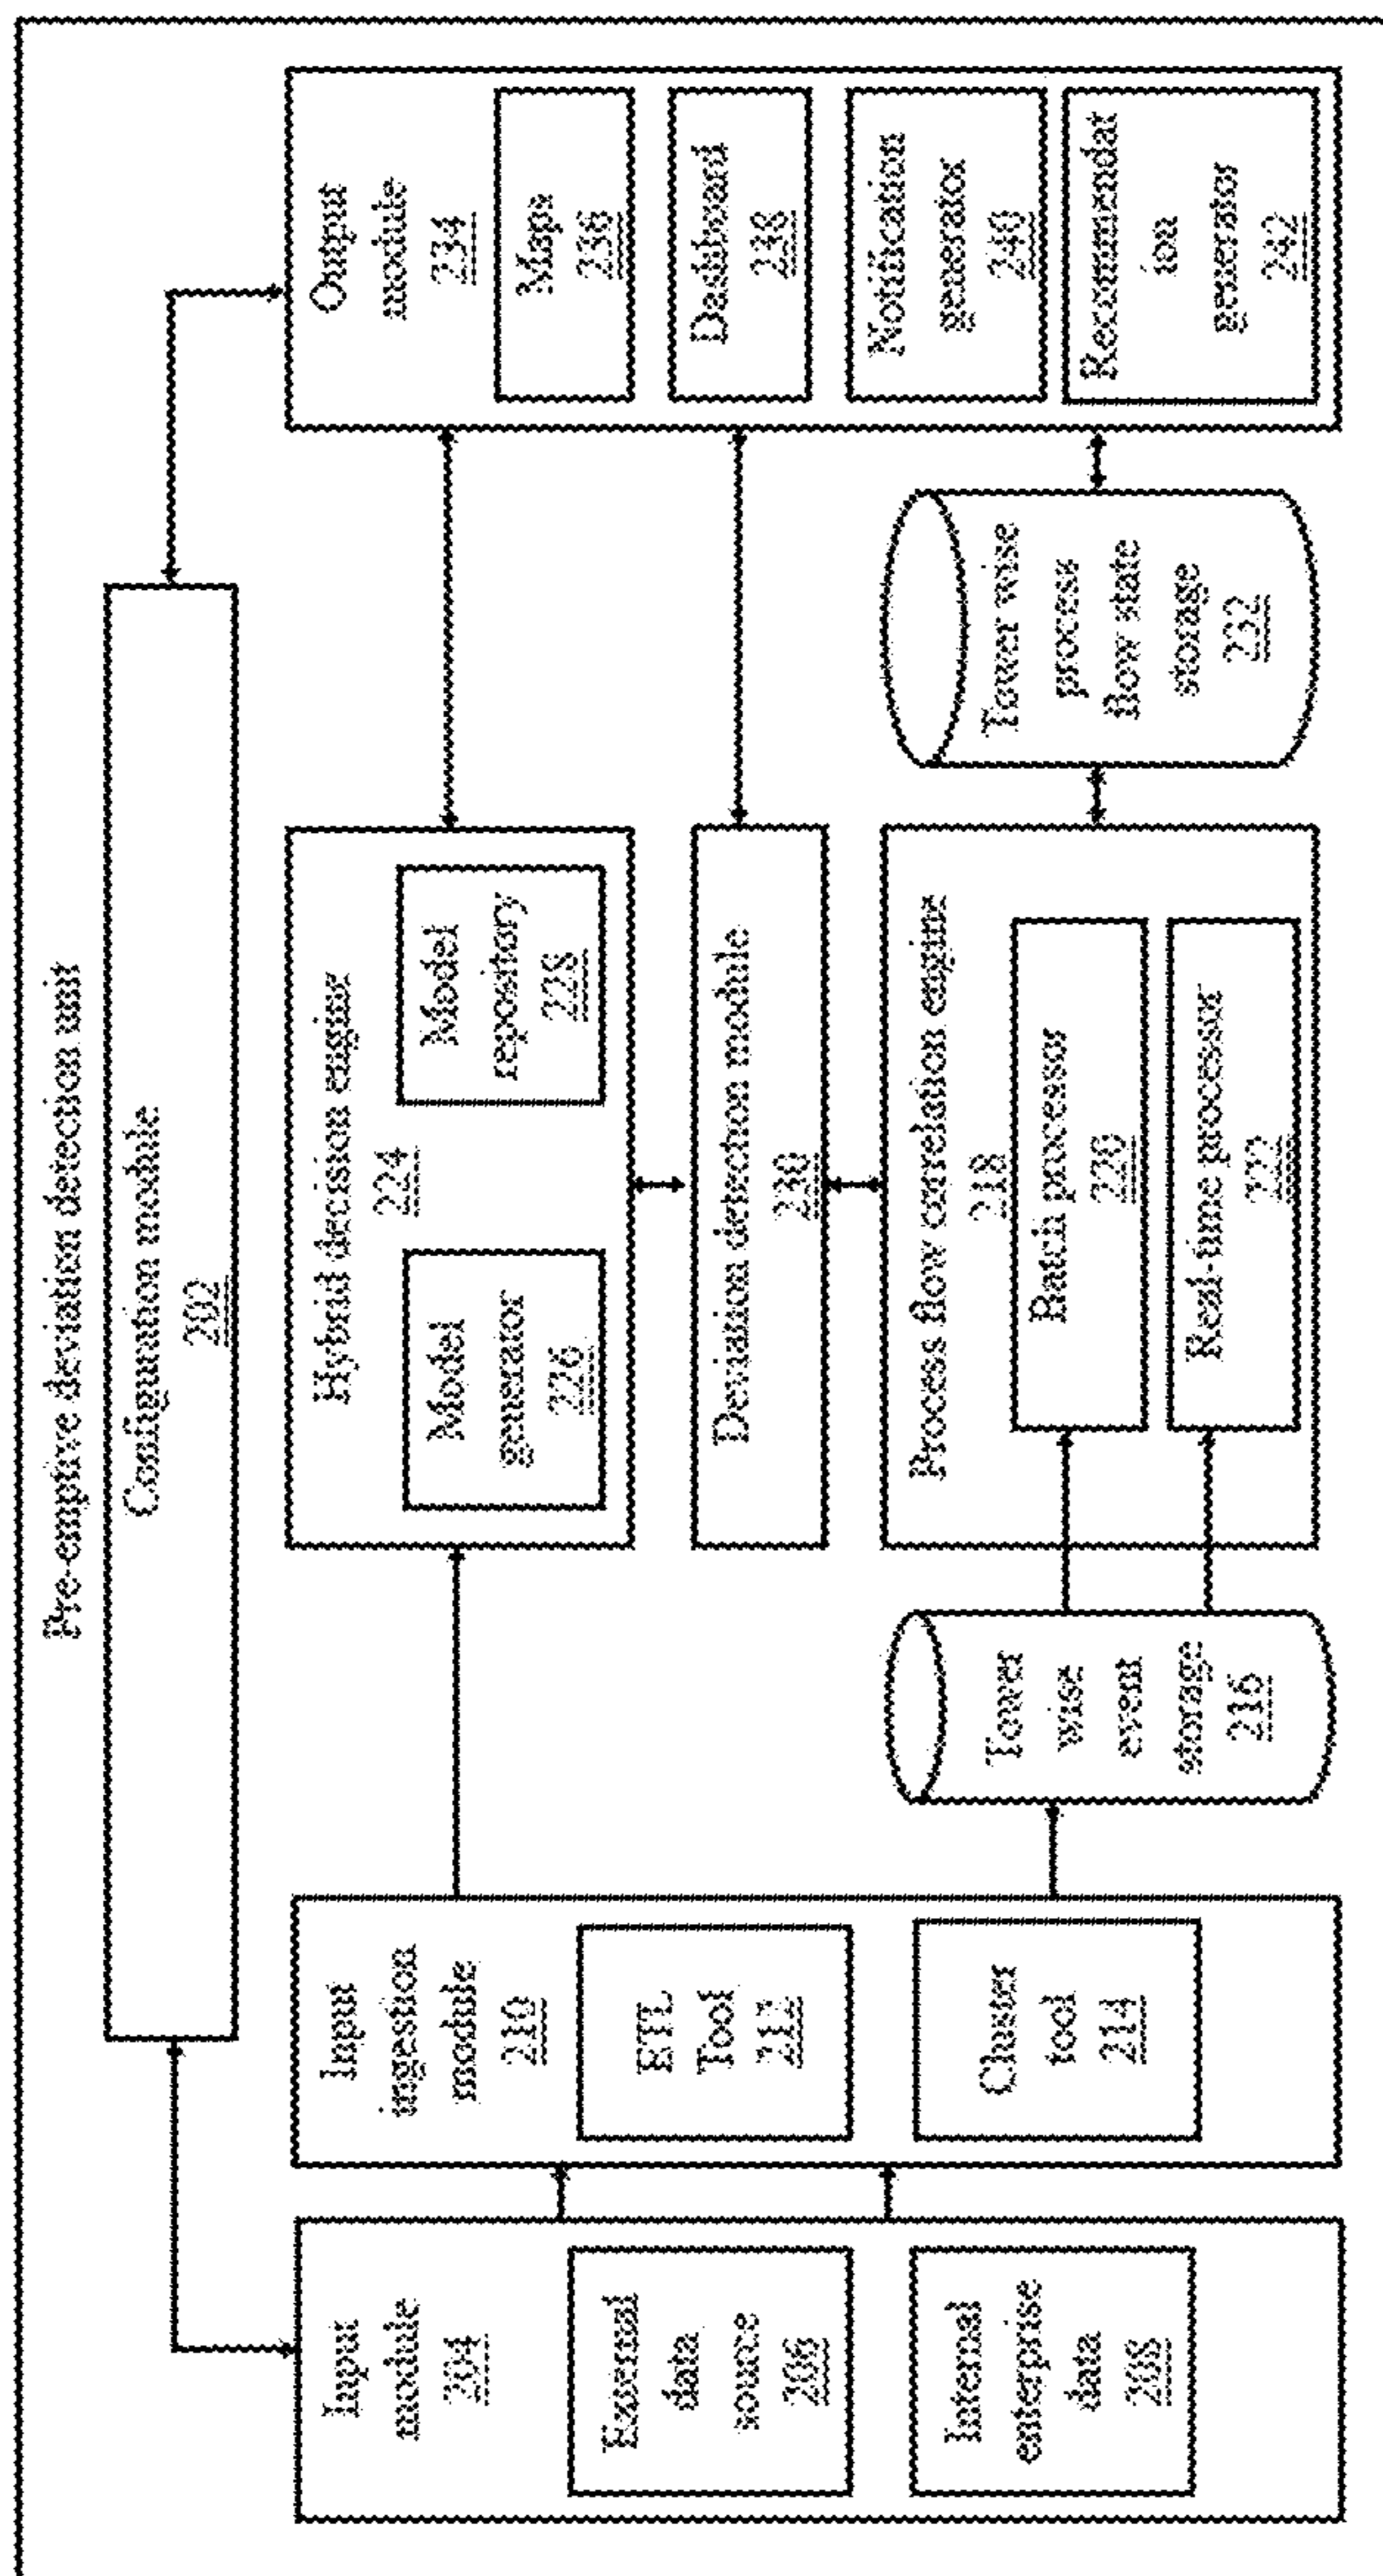 Pre-emptive deviation detection unit
Configuration module
202
Input
module
204
External
data
source
206
Internal
enterprise
data
208
Input
ingestion
module
210
ETL
Tool
212
Cluster
tool
214
Tower
wise
event
storage
216
Hybrid decision engine
224
Model
generator
226
Model
repository
228
Deviation detection module
230
Process flow correlation engine
218
Batch processor
220
Real-time processor
222
Tower wise
process
flow state
storage
232
Output
module
234
Maps
236
Dashboard
238
Notification
generator
240
Recommendat
ion
generator
242